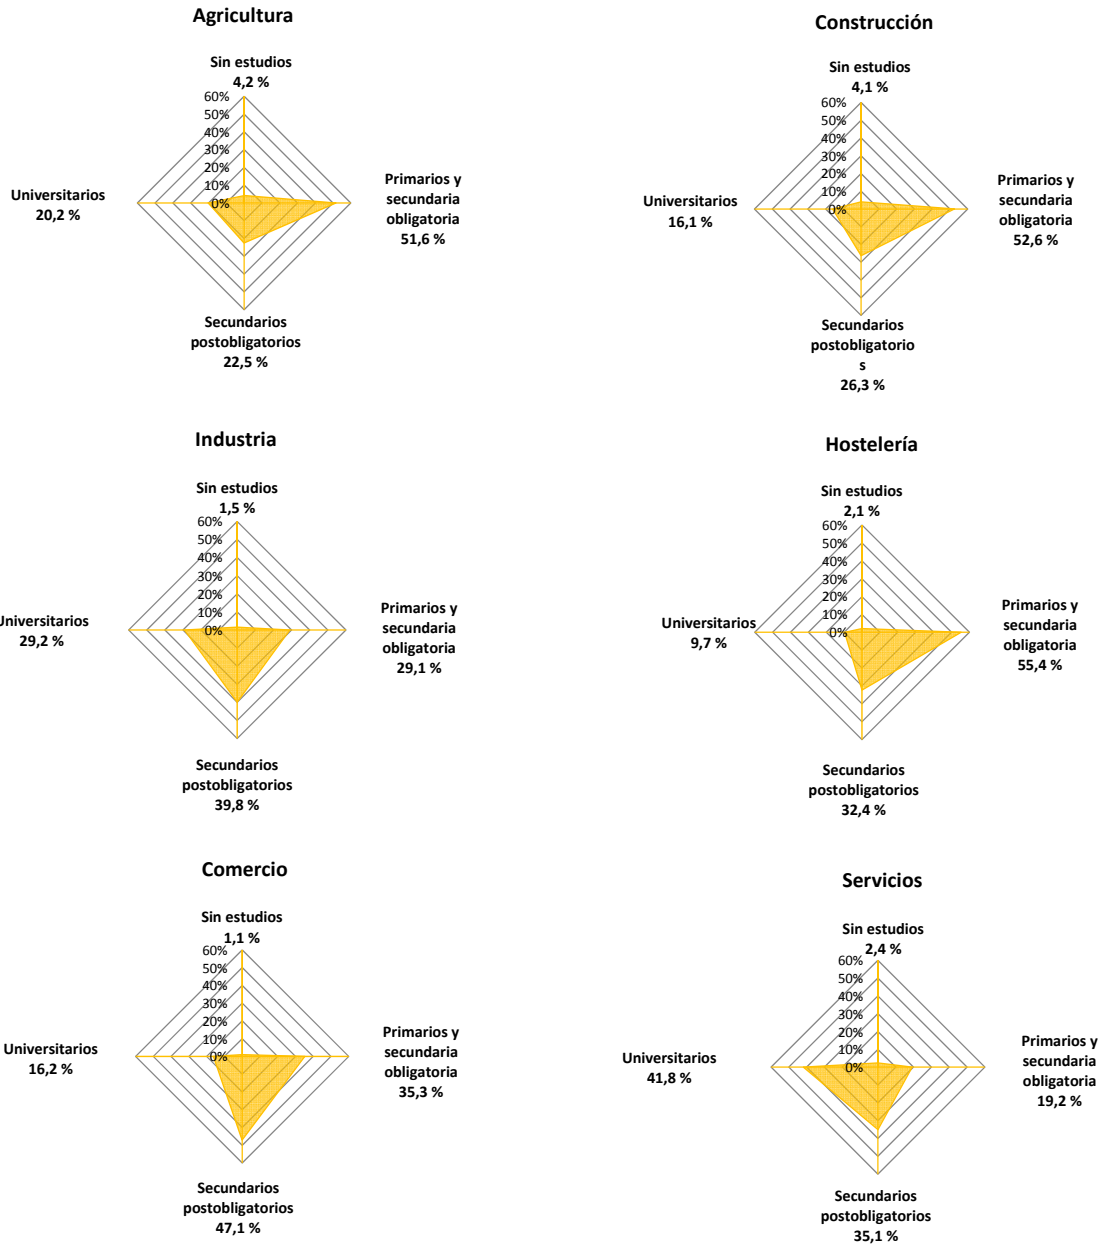 Agricultura
Sin estudios
4,2 %
60%
50%
40%
30%
20%
10%
0%
Universitarios
20,2 %
Primarios y
secundaria
obligatoria
51,6 %
Secundarios
postobligatorios
22,5 %
Construcción
Sin estudios
4,1 %
60%
50%
40%
30%
20%
10%
0%
Universitarios
16,1 %
Primarios y
secundaria
obligatoria
52,6 %
Secundarios
postobligatorio
s
26,3 %
Industria
Sin estudios
1,5 %
60%
50%
40%
30%
20%
10%
0%
Universitarios
29,2 %
Primarios y
secundaria
obligatoria
29,1 %
Secundarios
postobligatorios
39,8 %
Hostelería
Sin estudios
2,1 %
60%
50%
40%
30%
20%
10%
0%
Universitarios
9,7 %
Primarios y
secundaria
obligatoria
55,4 %
Secundarios
postobligatorios
32,4 %
Comercio
Sin estudios
1,1 %
60%
50%
40%
30%
20%
10%
0%
Universitarios
16,2 %
Primarios y
secundaria
obligatoria
35,3 %
Secundarios
postobligatorios
47,1 %
Servicios
Sin estudios
2,4 %
60%
50%
40%
30%
20%
10%
0%
Universitarios
41,8 %
Primarios y
secundaria
obligatoria
19,2 %
Secundarios
postobligatorios
35,1 %